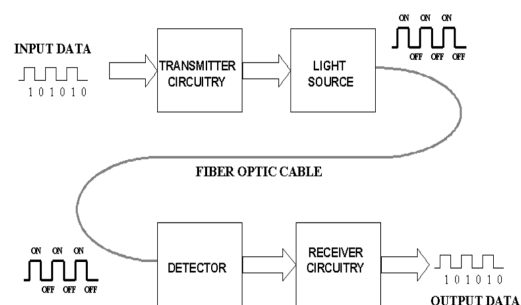 ON ON ON
OFF OFF OFF
INPUT DATA
1 0 1 0 1 0
TRANSMITTER
CIRCUITRY
LIGHT
SOURCE
FIBER OPTIC CABLE
ON ON ON
OFF OFF OFF
DETECTOR
RECEIVER
CIRCUITRY
1 0 1 0 1 0
OUTPUT DATA